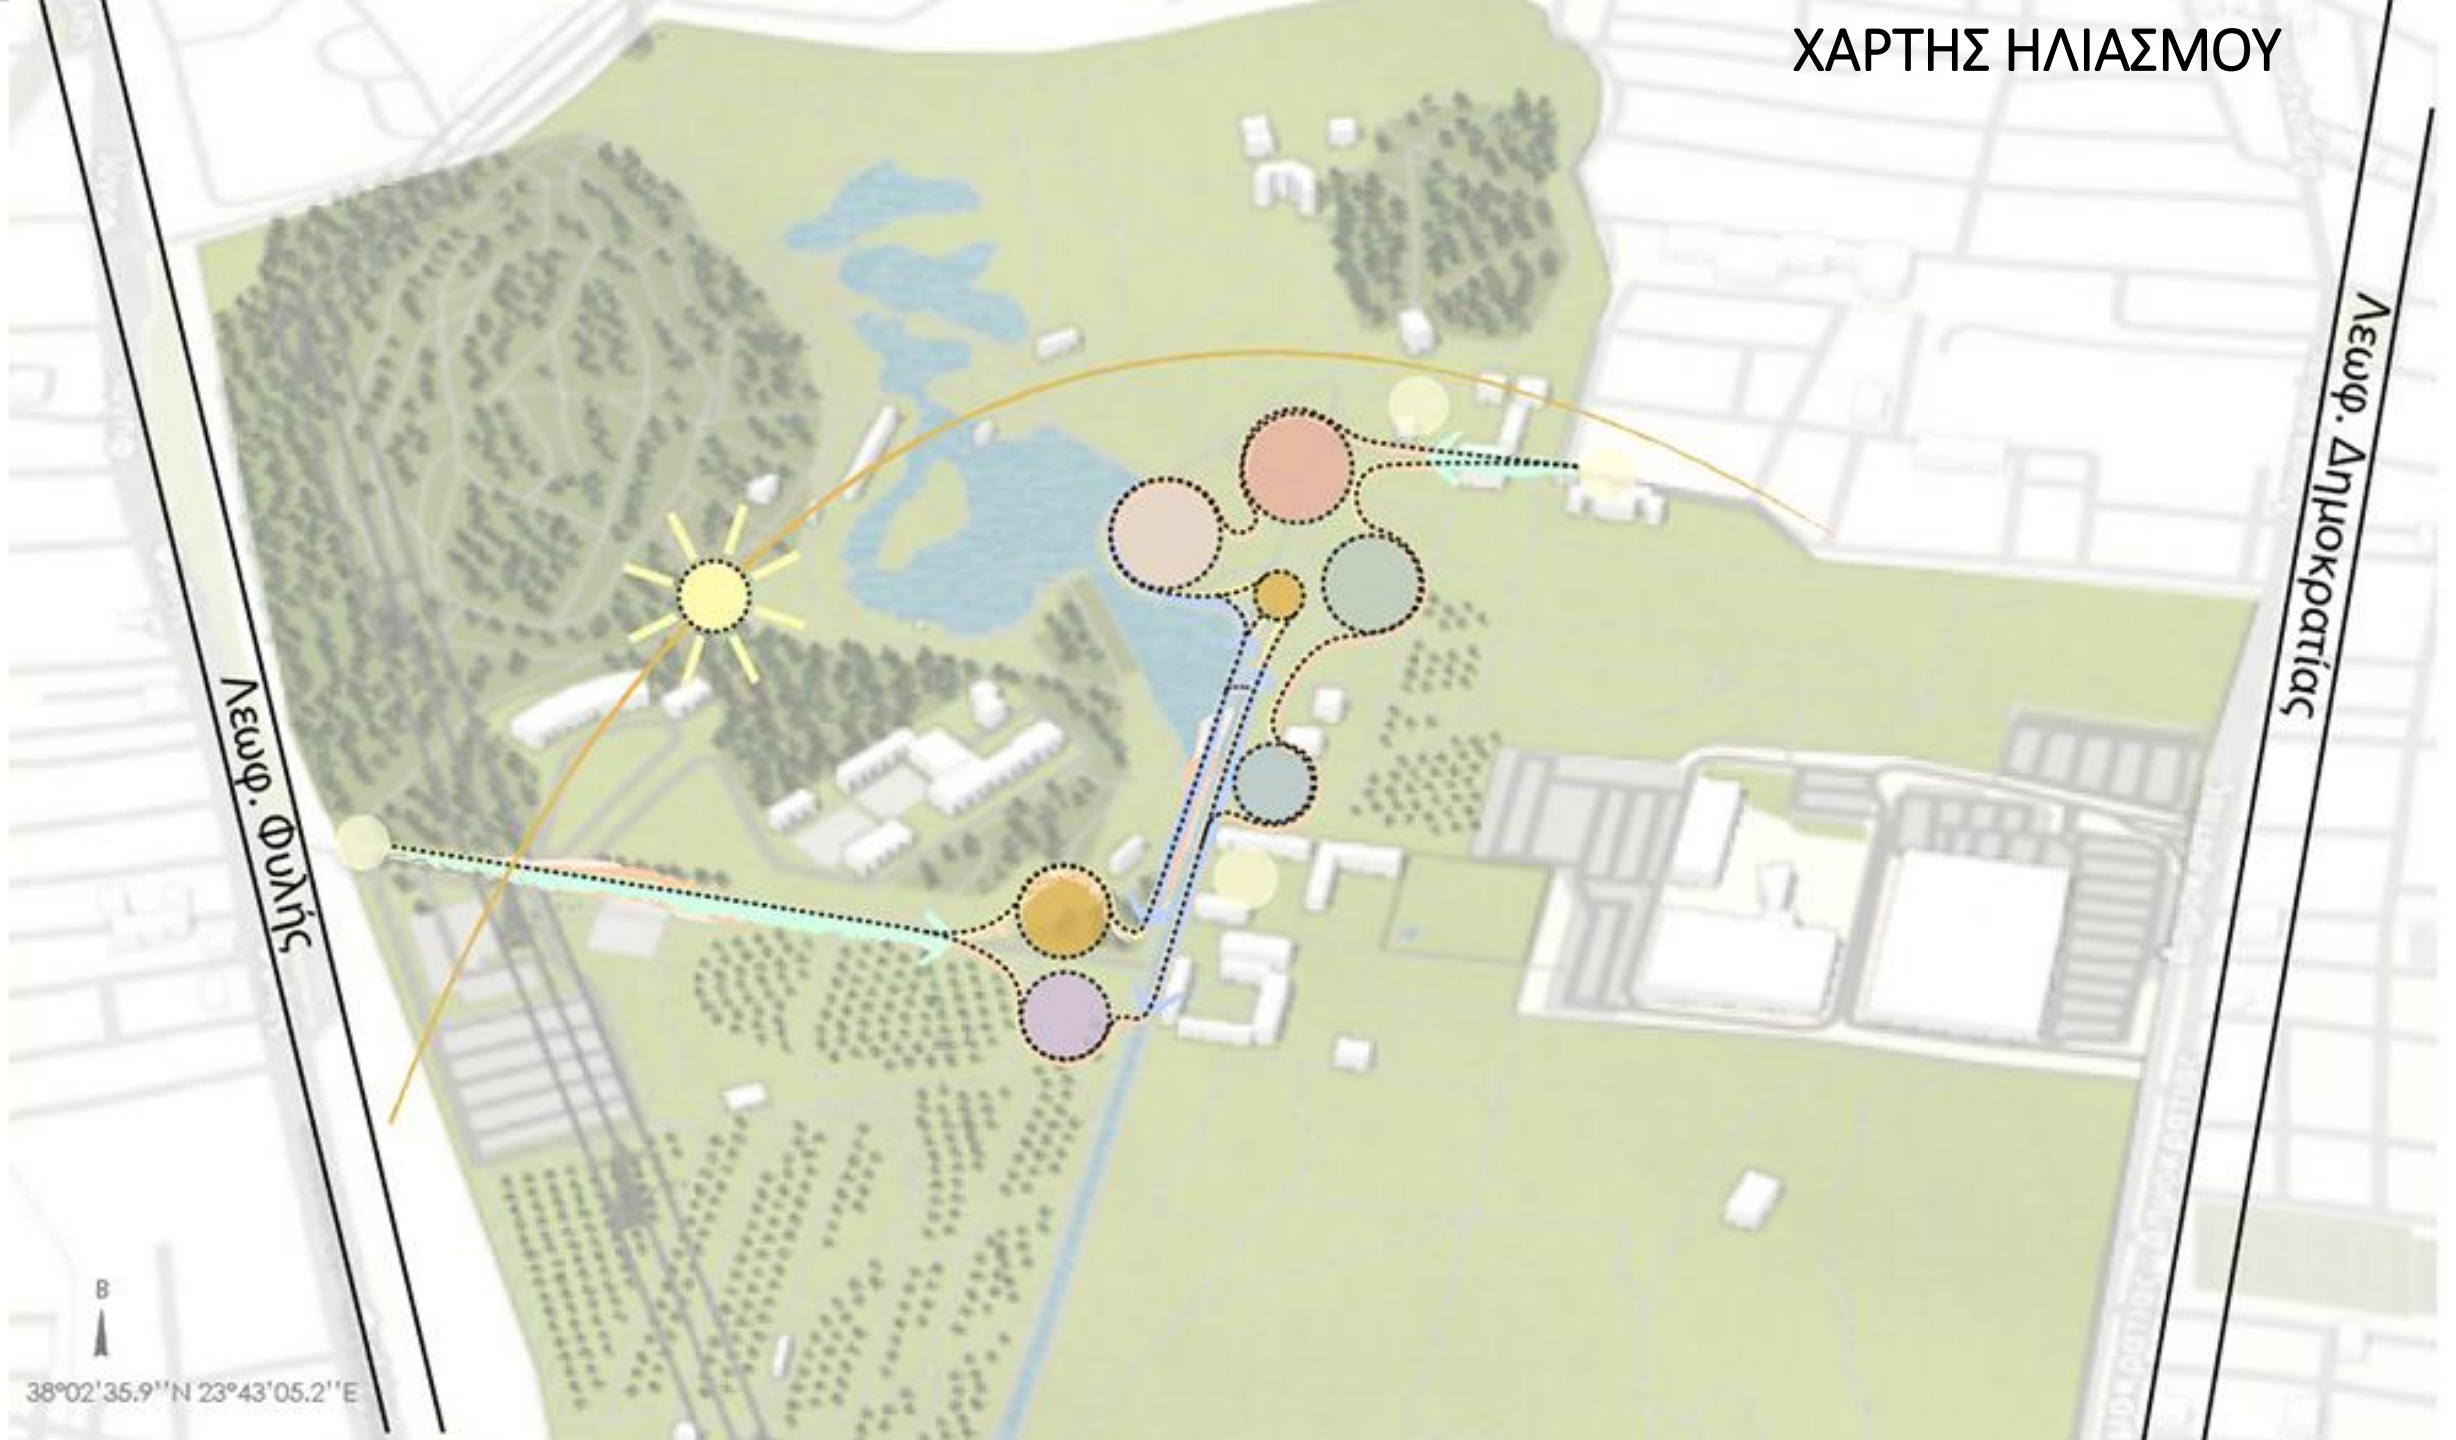 ΧΑΡΤΗΣ ΗΛΙΑΣΜΟΥ
Λεωφ. Δημοκρατίας
Λεωφ. Φυλής
Β
38°02'35.9''N 23°43'05.2''E